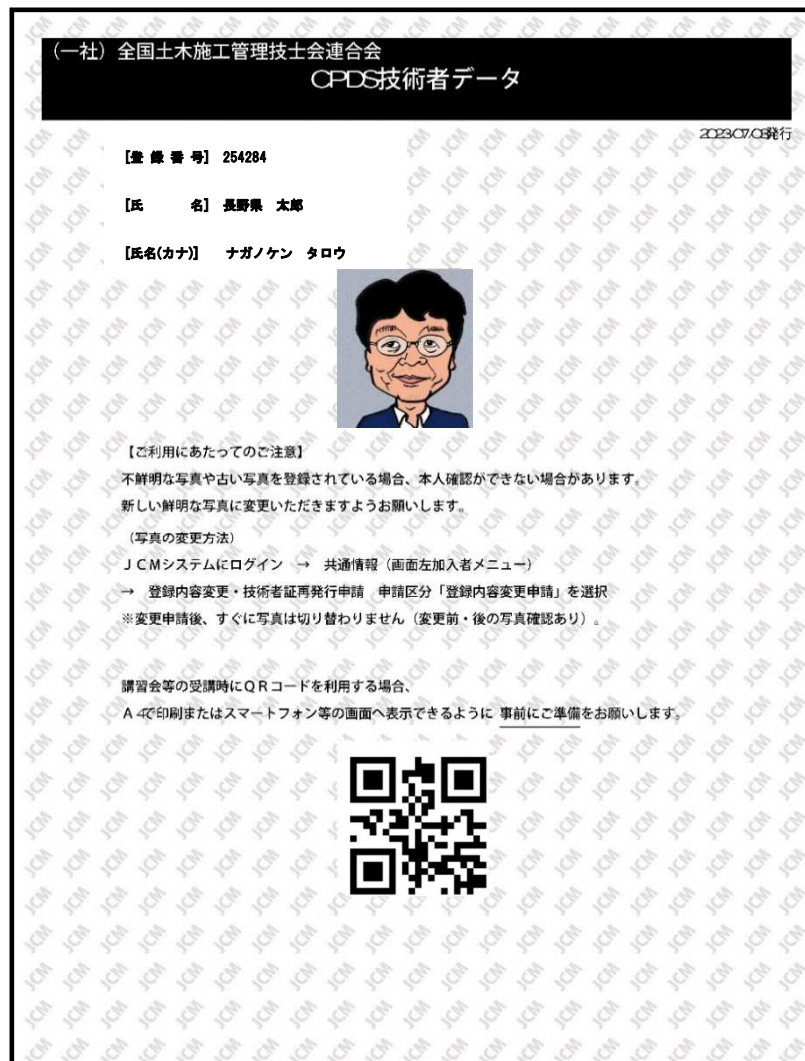 （一社）全国土木施工管理技士会連合会
CPDS技術者データ
2023.07.03発行
[登 録 番 号] 254284
[氏　　　名] 長野県　太郎
[氏名(カナ)]　ナガノケン　タロウ
【ご利用にあたってのご注意】
不鮮明な写真や古い写真を登録されている場合、本人確認ができない場合があります。
新しい鮮明な写真に変更いただきますようお願いします。
（写真の変更方法）
ＪＣＭシステムにログイン　→　共通情報（画面左加入者メニュー）
→　登録内容変更・技術者証再発行申請　申請区分「登録内容変更申請」を選択
※変更申請後、すぐに写真は切り替わりません（変更前・後の写真確認あり）。
講習会等の受講時にＱＲコードを利用する場合、
Ａ4で印刷またはスマートフォン等の画面へ表示できるように 事前にご準備をお願いします。